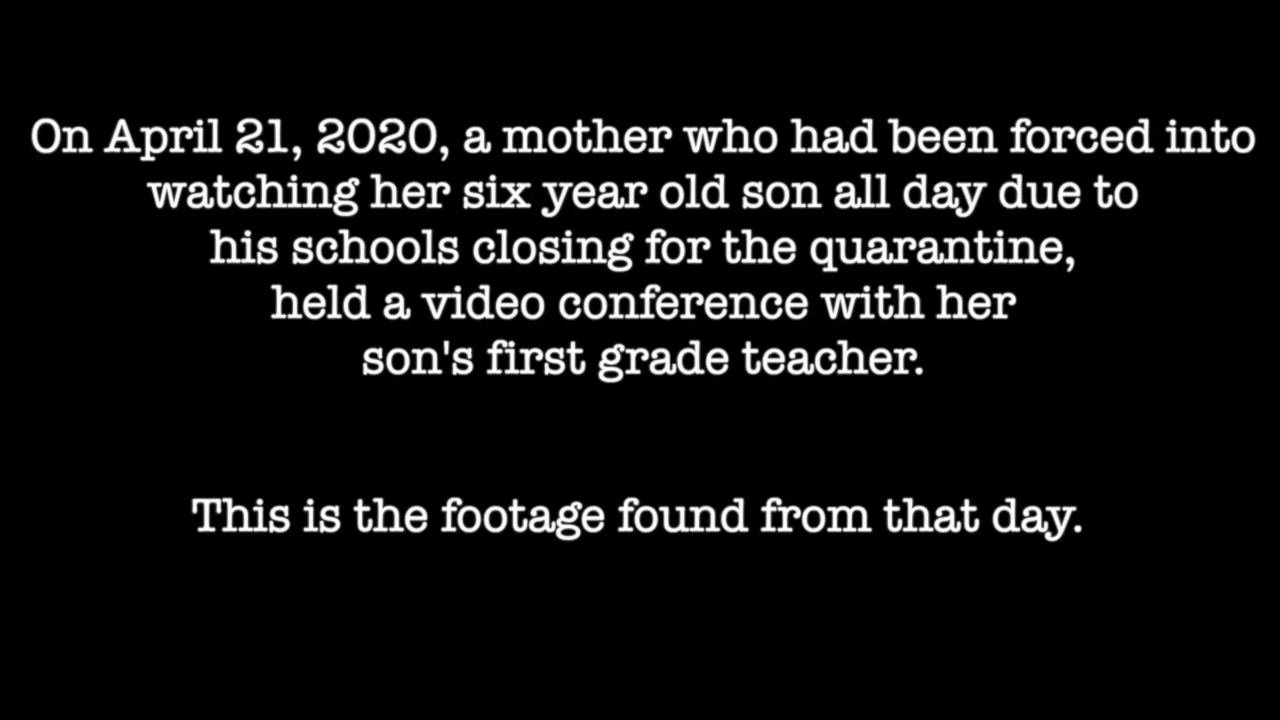 On April 21, 2020, a mother who had been forced into
watching her six year old son all day due to
his schools closing for the quarantine,
held a video conference with her
son's first grade teacher.
This is the footage found from that day.